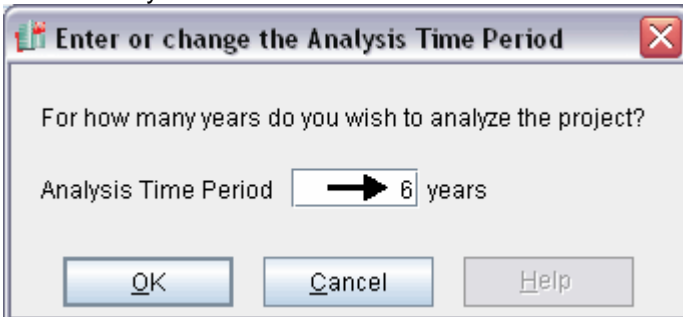 Enter or change the Analysis Time Period
For how many years do you wish to analyze the project?
Analysis Time Period 6 years
OK Cancel Help